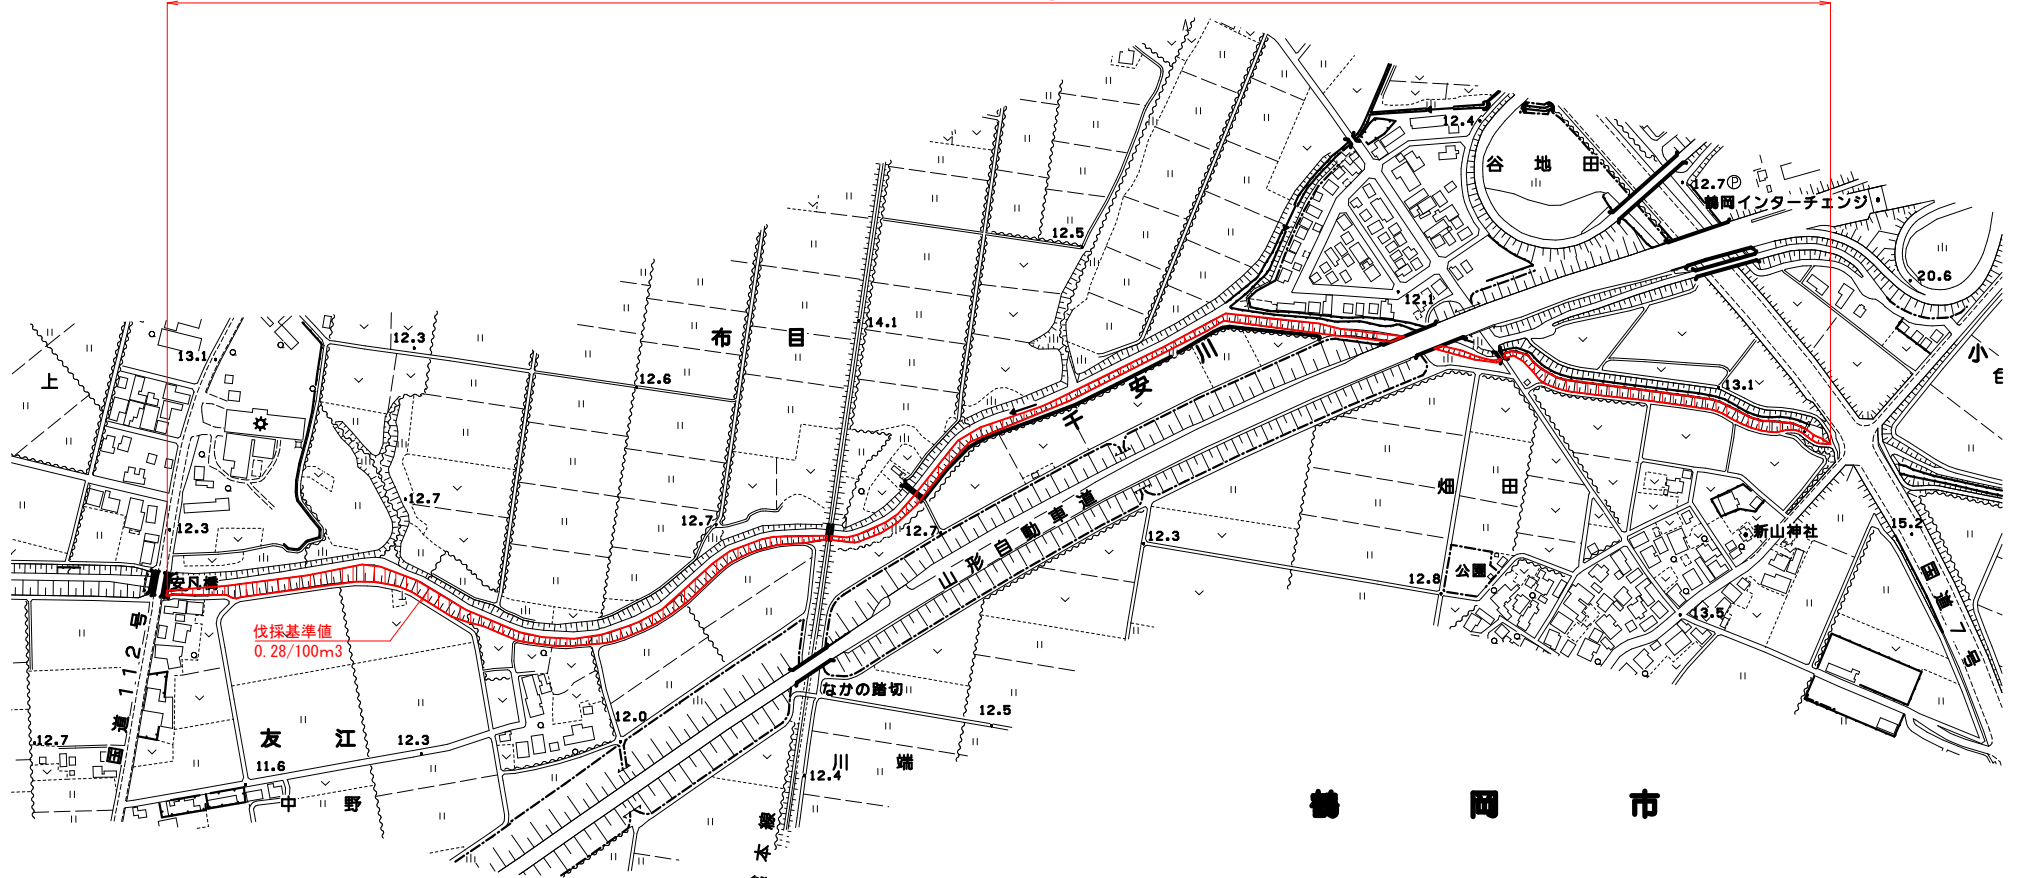 12.4
谷地田
12.7
P
鶴岡インターチェンジ
12.5
20.6
12.1
14.1
布目
13.1
12.3
川
小
上
12.6
安
13.1
千
12.7
畑田
12.3
12.7
12.7
山形自動車道
12.3
新山神社
15.2
公園
12.8
国道7号
13.5
伐採基準値
0.28/100m3
国道112号
なかの踏切
12.0
12.5
12.7
友江
12.3
11.6
川端
12.4
中野
鶴岡市
本線